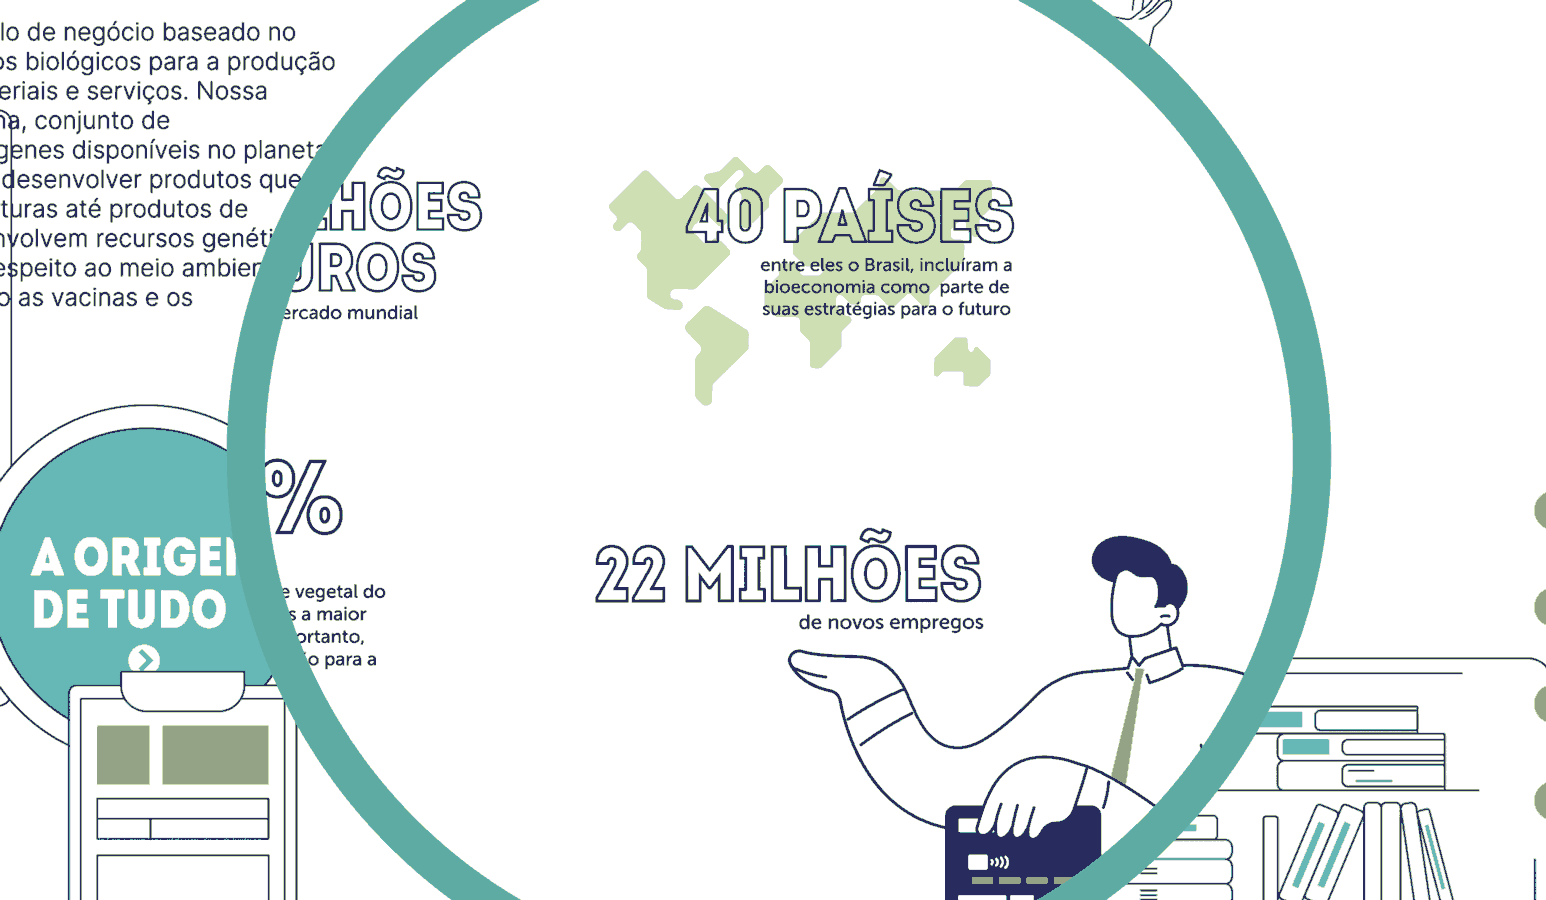 lo de negócio baseado no
os biológicos para a produção
eriais e serviços. Nossa
na, conjunto de
genes disponíveis no planeta
desenvolver produtos que
turas até produtos de
nvolvem recursos genéti
espeito ao meio ambien
o as vacinas e os
LHÕES
UROS
ercado mundial
40 PAÍSES
entre eles o Brasil, incluíram a
bioeconomia como parte de
suas estratégias para o futuro
%
e vegetal do
s a maior
ortanto,
o para a
A ORIGEM
DE TUDO
22 MILHÕES
de novos empregos